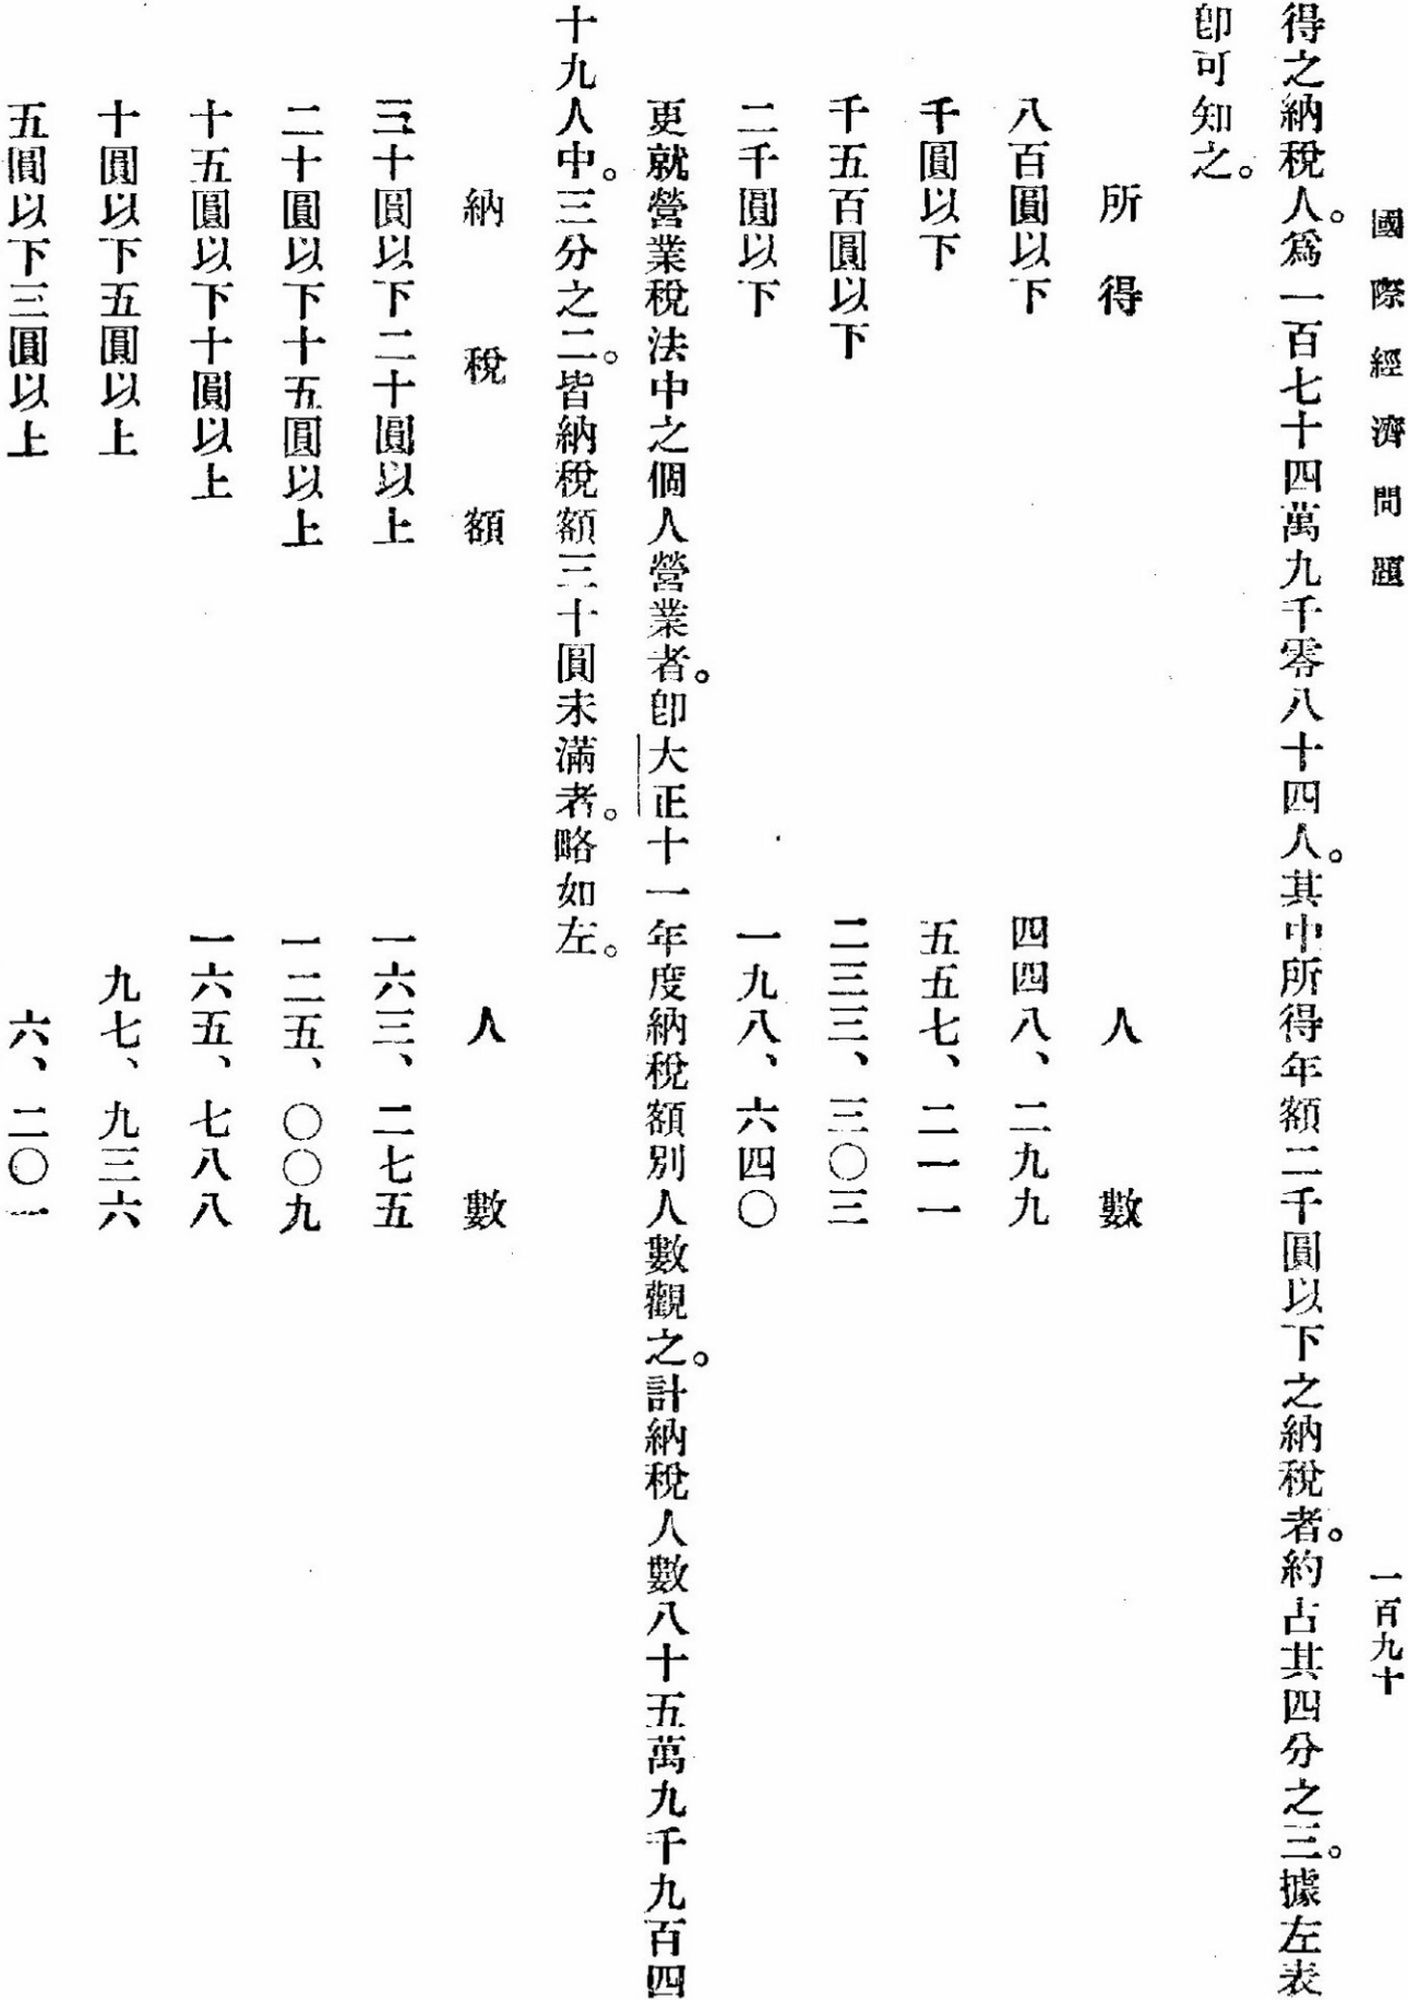 國際經濟問題　一百九十
得之納稅人。爲一百七十四萬九千零八十四人。其中所得年額二千圓以下之納稅者。約占其四分之三。據左表
卽可知之。
所得　人數
八百圓以下　四四八、二九九
千圓以下　五五七、二一一
千五百圓以下　二三三、三〇三
二千圓以下　一九八、六四〇
更就營業稅法中之個人營業者。卽大正十一年度納稅額別人數觀之。計納稅人數八十五萬九千九百四
十九人中。三分之二。皆納稅額三十圓未滿者。略如左。
納稅額　人數
三十圓以下二十圓以上　一六三、二七五
二十圓以下十五圓以上　一二五、〇〇九
十五圓以下十圓以上　一六五、七八八
十圓以下五圓以上　九七、九三六
五圓以下三圓以上　六、二〇一